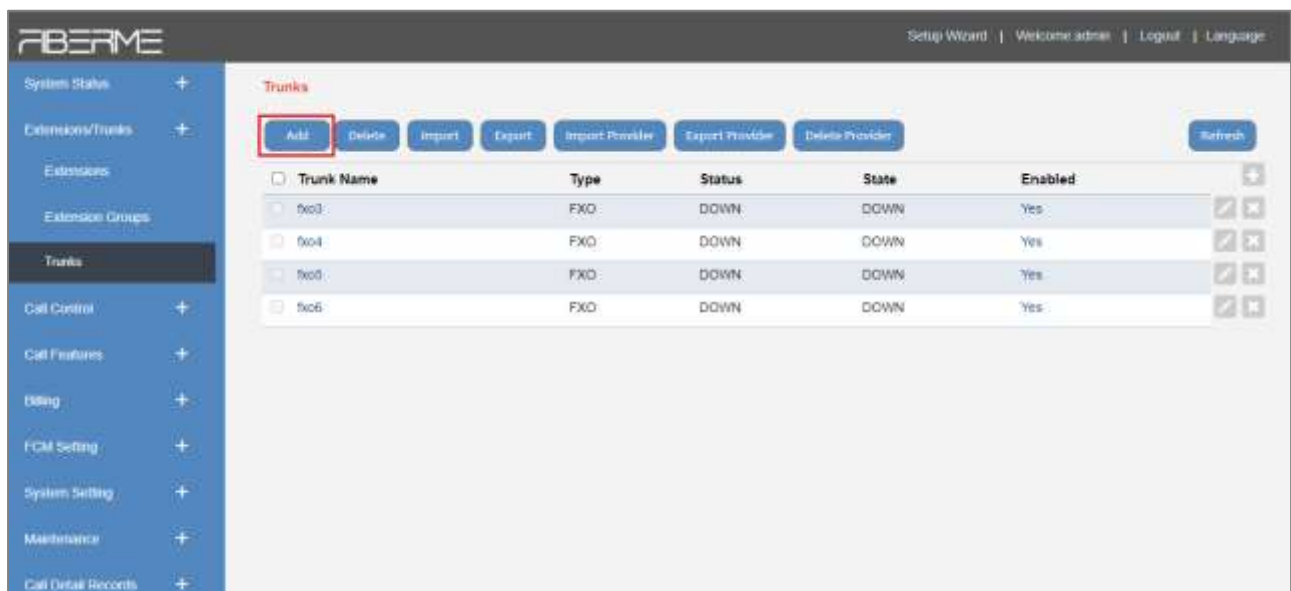 FIBERME
Setup Wizard | Welcome:admin | Logout | Language
System Status +
Extensions/Trunks +
Extensions
Extension Groups
Trunks
Call Control +
Call Features +
Billing +
FCM Setting +
System Setting +
Maintenance +
Call Detail Records +
Trunks
Add Delete Import Export Import Provider Export Provider Delete Provider Refresh
Trunk Name Type Status State Enabled
fxo3 FXO DOWN DOWN Yes
fxo4 FXO DOWN DOWN Yes
fxo5 FXO DOWN DOWN Yes
fxo6 FXO DOWN DOWN Yes